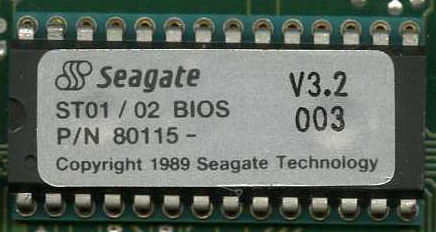 Seagate
ST01 / 02 BIOS
P/N 80115 -
V3.2
003
Copyright 1989 Seagate Technology